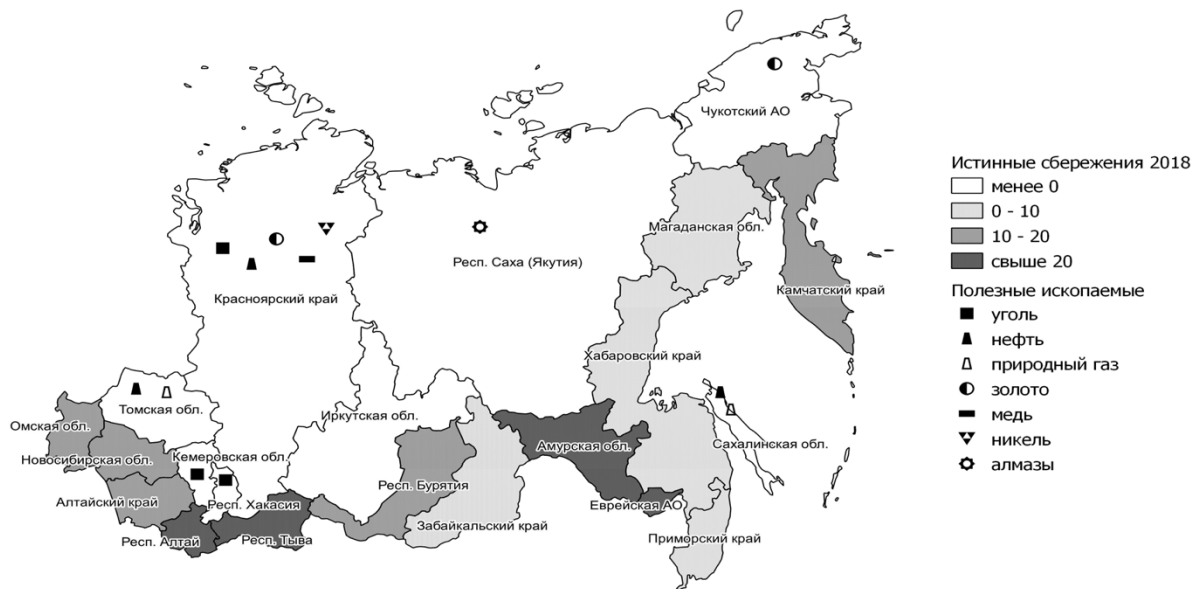 Чукотский АО
Магаданская обл.
Респ. Саха (Якутия)
Камчатский край
Красноярский край
Хабаровский край
Томская обл.
Иркутская обл.
Омская обл.
Амурская обл.
Сахалинская обл.
Новосибирская обл.
Кемеровская обл.
Респ. Бурятия
Алтайский край
Респ. Хакасия
Еврейская АО
Забайкальский край
Респ. Алтай
Респ. Тыва
Приморский край
Истинные сбережения 2018
менее 0
0 - 10
10 - 20
свыше 20
Полезные ископаемые
уголь
нефть
природный газ
золото
медь
никель
алмазы